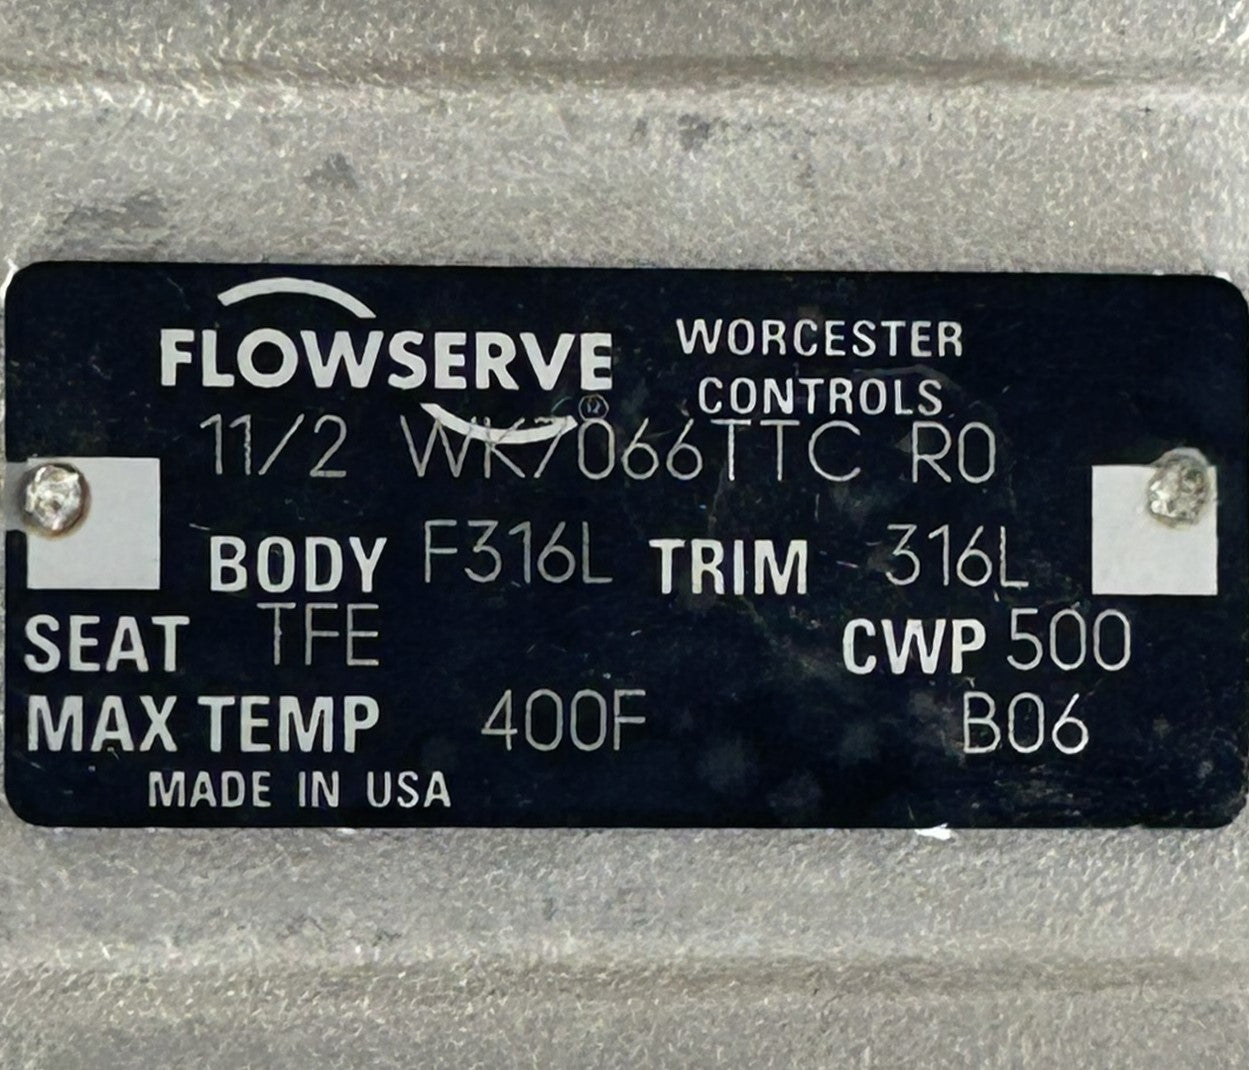 FLOWSERVE WORCESTER
CONTROLS
11/2 WK7066TTC R0
BODY F316L TRIM 316L
SEAT TFE CWP 500
MAX TEMP 400F B06
MADE IN USA